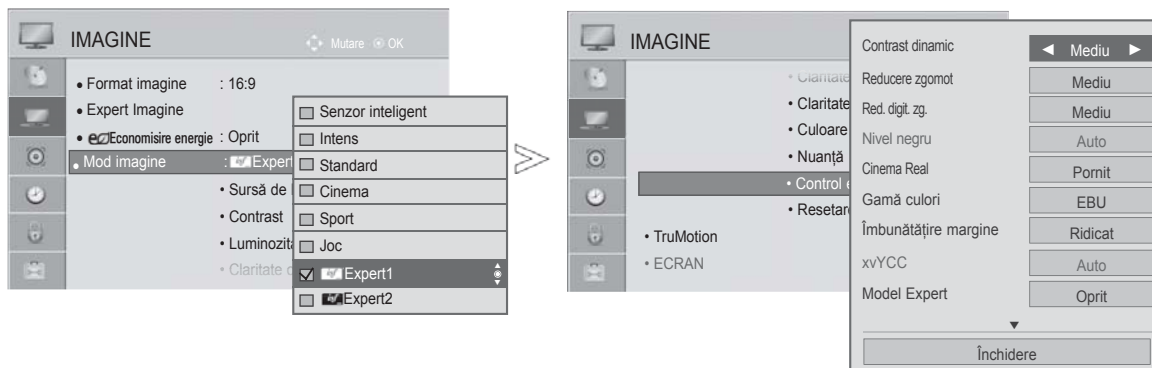 IMAGINE
Mutare OK
• Format imagine : 16:9
• Expert Imagine
• Economisire energie : Oprit
• Mod imagine : Expert
• Sursă de
• Contrast
• Luminozita
• Claritate
Senzor inteligent
Intens
Standard
Cinema
Sport
Joc
Expert1
Expert2
IMAGINE
• Claritate
• Claritate
• Culoare
• Nuanță
• Control
• Resetar
• TruMotion
• ECRAN
Contrast dinamic ◄ Mediu ►
Reducere zgomot Mediu
Red. digit. zg. Mediu
Nivel negru Auto
Cinema Real Pornit
Gamă culori EBU
Îmbunătățire margine Ridicat
xvYCC Auto
Model Expert Oprit
▼
Închidere